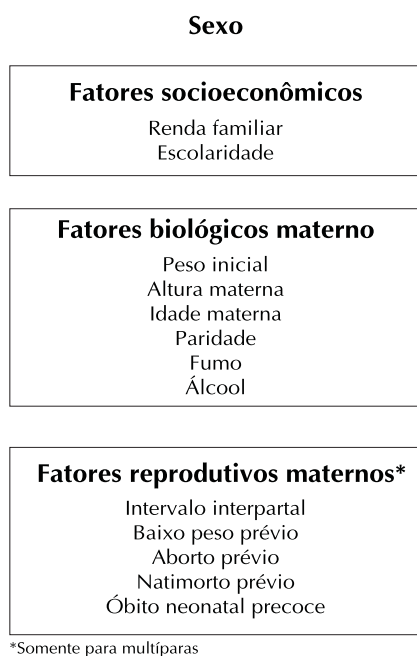 Sexo
Fatores socioeconômicos
Renda familiar
Escolaridade
Fatores biológicos materno
Peso inicial
Altura materna
Idade materna
Paridade
Fumo
Álcool
Fatores reprodutivos maternos*
Intervalo interpartal
Baixo peso prévio
Aborto prévio
Natimorto prévio
Óbito neonatal precoce
*Somente para multíparas